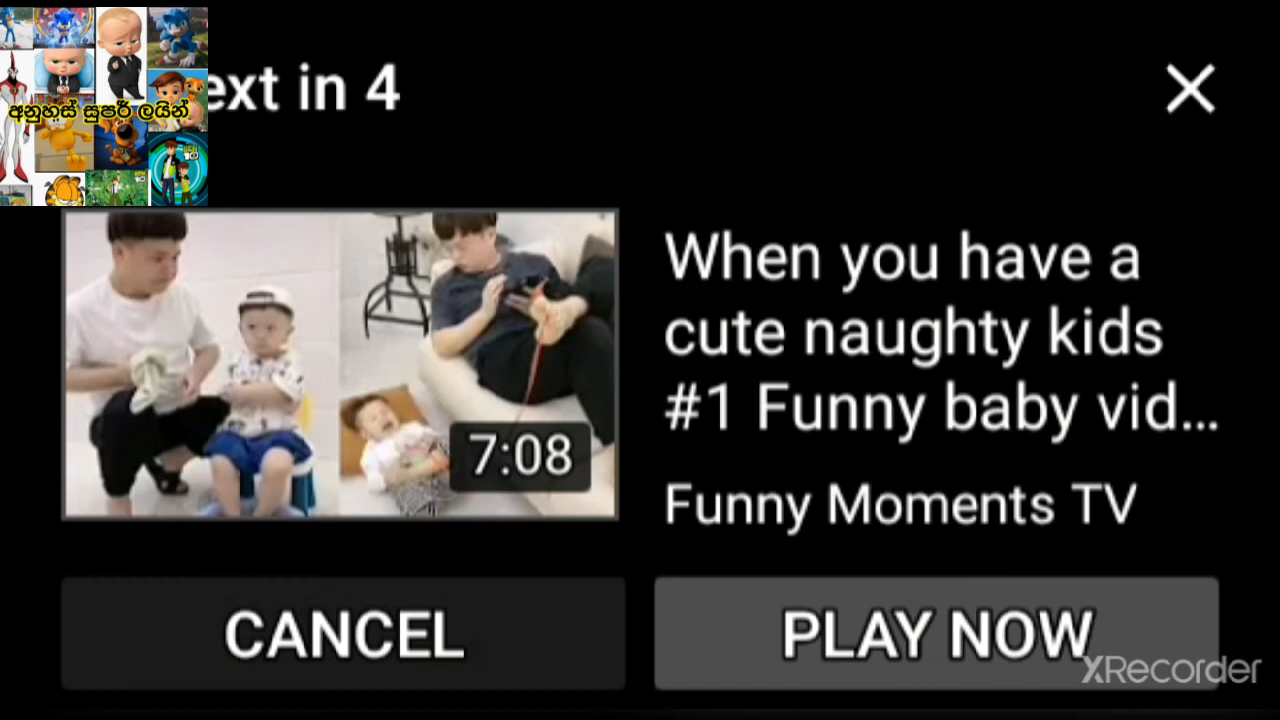 ext in 4
අනුහස් සුපර් ලයින්
When you have a
cute naughty kids
#1 Funny baby vid...
7:08
Funny Moments TV
CANCEL
PLAY NOW
XRecorder